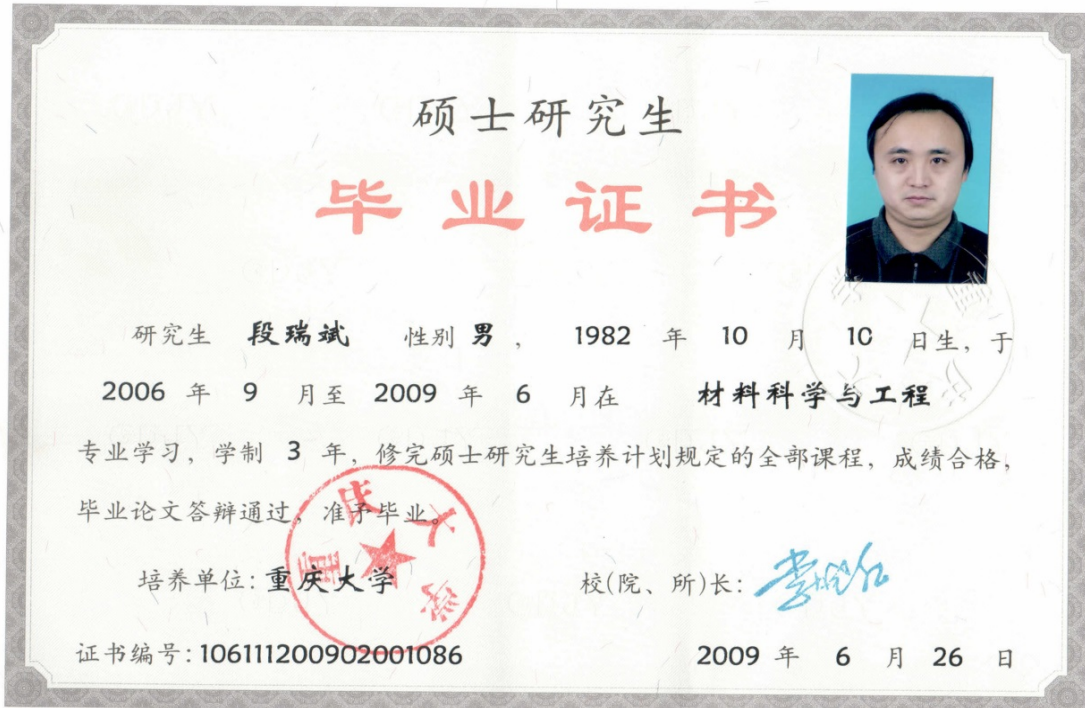 硕士研究生
毕业证书
研究生 段瑞斌 性别 男 , 1982 年 10 月 10 日生, 于
2006 年 9 月至 2009 年 6 月在 材料科学与工程
专业学习, 学制 3 年, 修完硕士研究生培养计划规定的全部课程, 成绩合格,
毕业论文答辩通过, 准予毕业。
培养单位: 重庆大学
校(院、所)长:
证书编号: 106111200902001086
2009 年 6 月 26 日
重庆大学